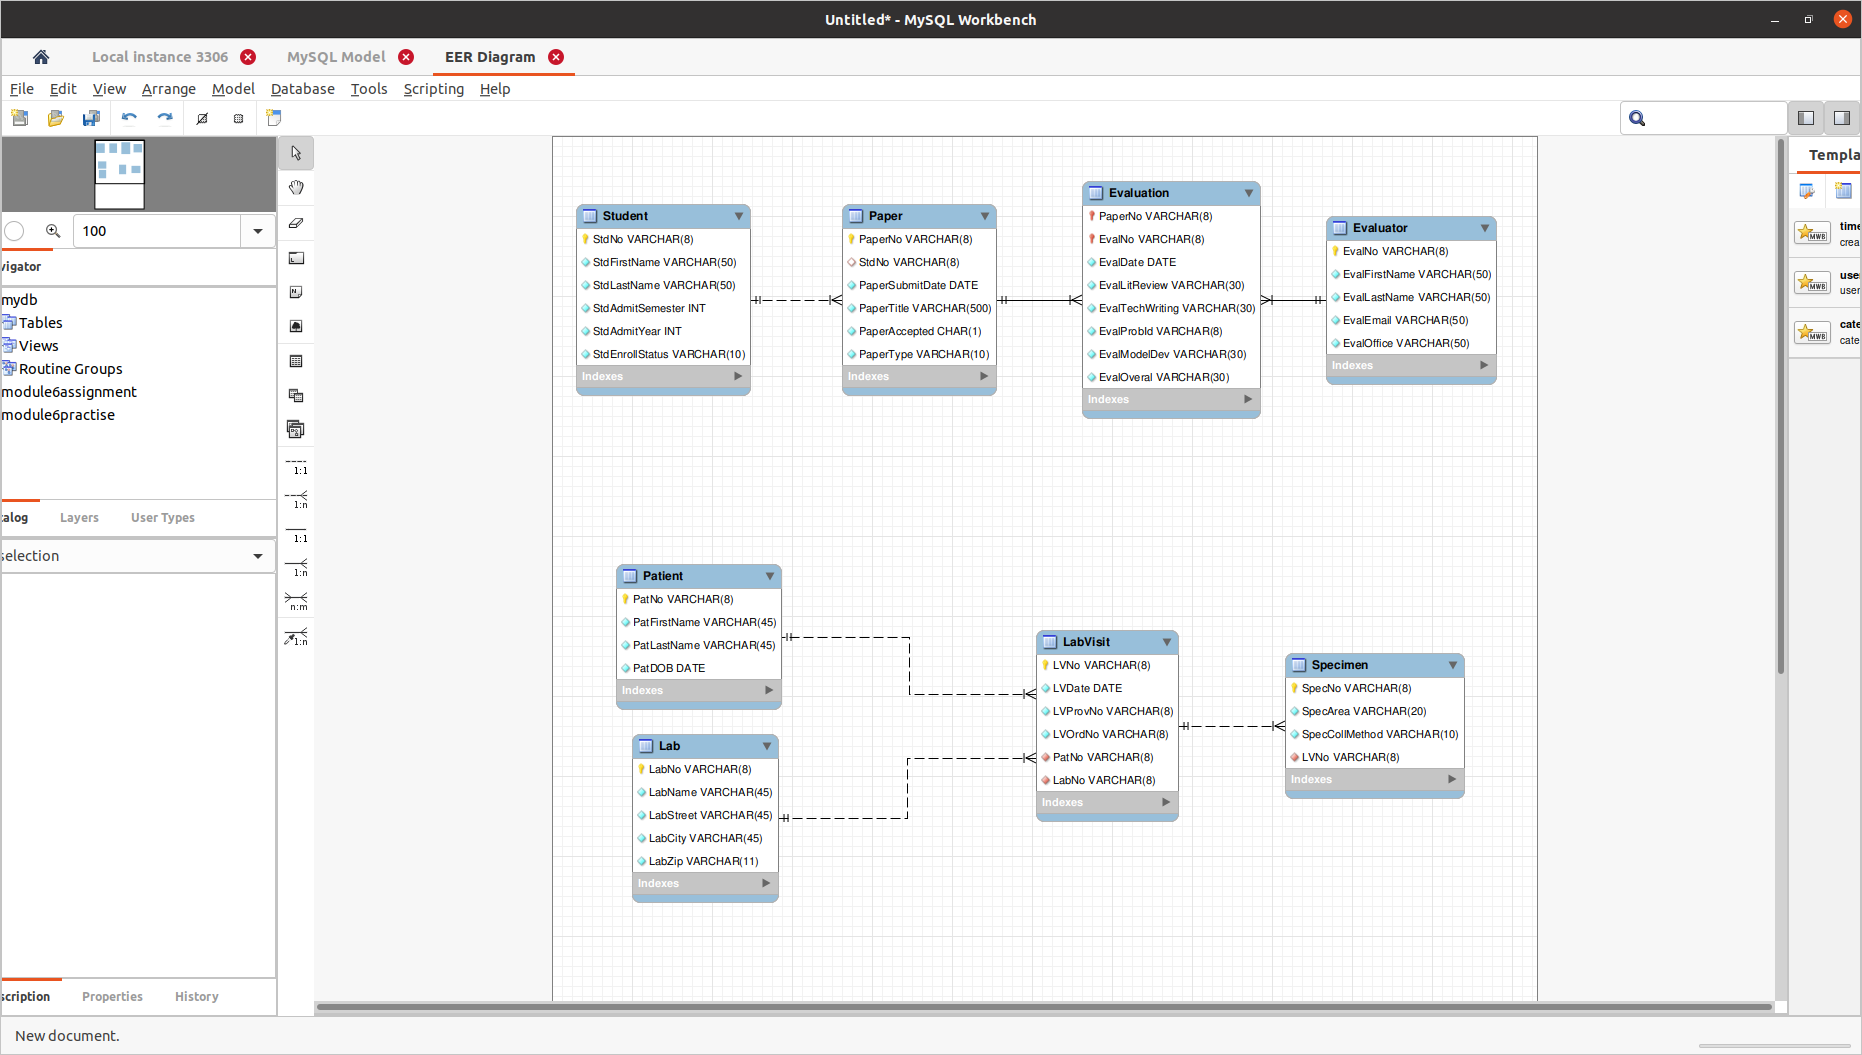 Untitled* - MySQL Workbench
Local instance 3306
MySQL Model
EER Diagram
File Edit View Arrange Model Database Tools Scripting Help
100
vigator
mydb
Tables
Views
Routine Groups
module6assignment
module6practise
alog Layers User Types
selection
scription Properties History
New document.
1:1
1:n
1:1
1:n
n:m
1:n
Student
StdNo VARCHAR(8)
StdFirstName VARCHAR(50)
StdLastName VARCHAR(50)
StdAdmitSemester INT
StdAdmitYear INT
StdEnrollStatus VARCHAR(10)
Indexes
Paper
PaperNo VARCHAR(8)
StdNo VARCHAR(8)
PaperSubmitDate DATE
PaperTitle VARCHAR(500)
PaperAccepted CHAR(1)
PaperType VARCHAR(10)
Indexes
Evaluation
PaperNo VARCHAR(8)
EvalNo VARCHAR(8)
EvalDate DATE
EvalLitReview VARCHAR(30)
EvalTechWriting VARCHAR(30)
EvalProbId VARCHAR(8)
EvalModelDev VARCHAR(30)
EvalOveral VARCHAR(30)
Indexes
Evaluator
EvalNo VARCHAR(8)
EvalFirstName VARCHAR(50)
EvalLastName VARCHAR(50)
EvalEmail VARCHAR(50)
EvalOffice VARCHAR(50)
Indexes
Patient
PatNo VARCHAR(8)
PatFirstName VARCHAR(45)
PatLastName VARCHAR(45)
PatDOB DATE
Indexes
Lab
LabNo VARCHAR(8)
LabName VARCHAR(45)
LabStreet VARCHAR(45)
LabCity VARCHAR(45)
LabZip VARCHAR(11)
Indexes
LabVisit
LVNo VARCHAR(8)
LVDate DATE
LVProvNo VARCHAR(8)
LVOrdNo VARCHAR(8)
PatNo VARCHAR(8)
LabNo VARCHAR(8)
Indexes
Specimen
SpecNo VARCHAR(8)
SpecArea VARCHAR(20)
SpecCollMethod VARCHAR(10)
LVNo VARCHAR(8)
Indexes
Templa
MWB
time
crea
MWB
use
user
MWB
cate
cate